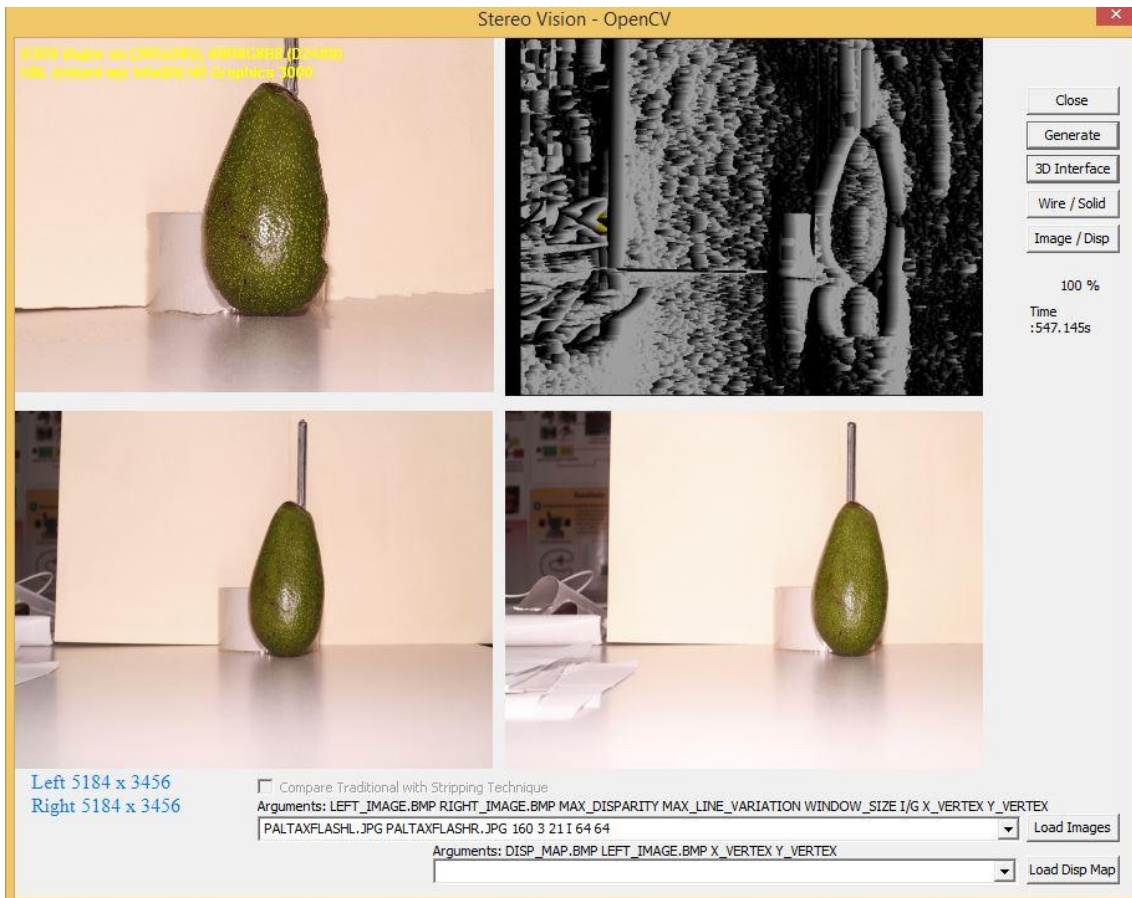 Stereo Vision - OpenCV
Graphics 3000
Close
Generate
3D Interface
Wire / Solid
Image / Disp
100 %
Time
:547.145s
Left 5184 x 3456
Right 5184 x 3456
Compare Traditional with Stripping Technique
Arguments: LEFT_IMAGE.BMP RIGHT_IMAGE.BMP MAX_DISPARITY MAX_LINE_VARIATION WINDOW_SIZE I/G X_VERTEX Y_VERTEX
PALTAXFLASHL.JPG PALTAXFLASHR.JPG 160 3 21 I 64 64
Load Images
Arguments: DISP_MAP.BMP LEFT_IMAGE.BMP X_VERTEX Y_VERTEX
Load Disp Map